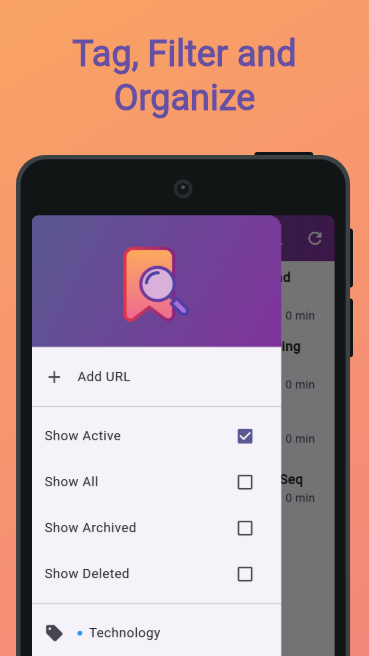 Tag, Filter and
Organize
0 min
Add URL
0 min
Show Active
0 min
Show All
Seq
0 min
Show Archived
Show Deleted
Technology